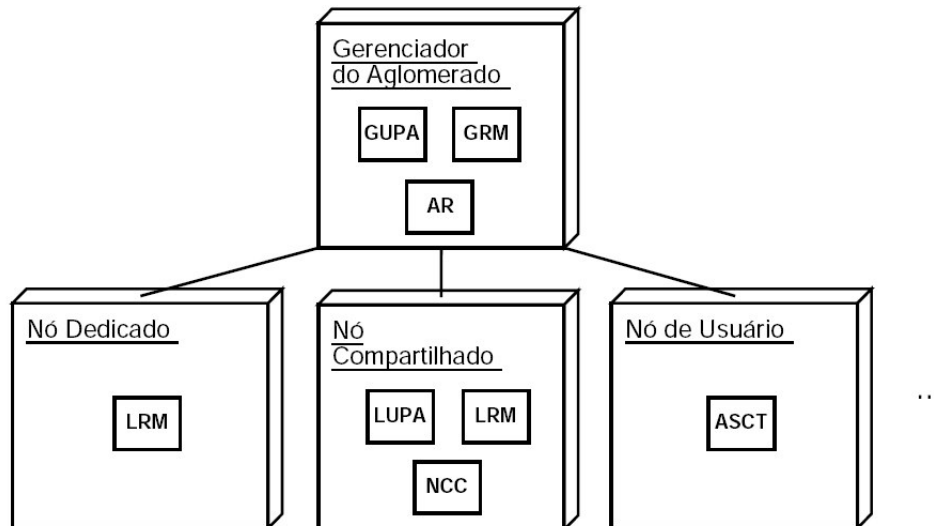 Gerenciador
do Aglomerado
GUPA
GRM
AR
Nó Dedicado
LRM
Nó
Compartilhado
LUPA
LRM
NCC
Nó de Usuário
ASCT
..